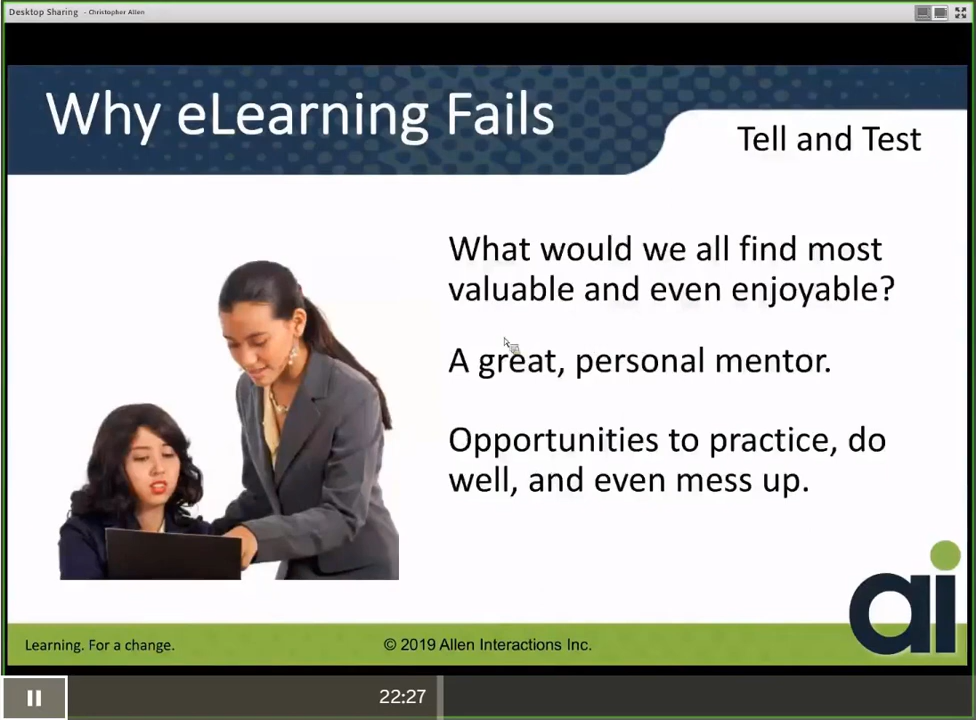 Desktop Sharing - Christopher Allen
Why eLearning Fails
Tell and Test
What would we all find most
valuable and even enjoyable?
A great, personal mentor.
Opportunities to practice, do
well, and even mess up.
ai
Learning. For a change.
© 2019 Allen Interactions Inc.
22:27